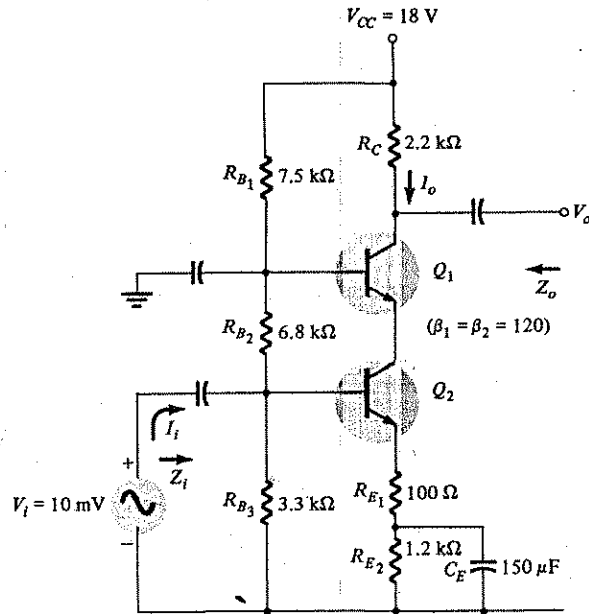 V_CC = 18 V
R_C 2.2 kΩ
I_o
R_B1 7.5 kΩ
V_o
Q_1
Z_o
R_B2 6.8 kΩ
(β_1 = β_2 = 120)
Q_2
I_i
Z_i
V_i = 10 mV
+
−
R_B3 3.3 kΩ
R_E1 100 Ω
R_E2 1.2 kΩ
C_E 150 µF